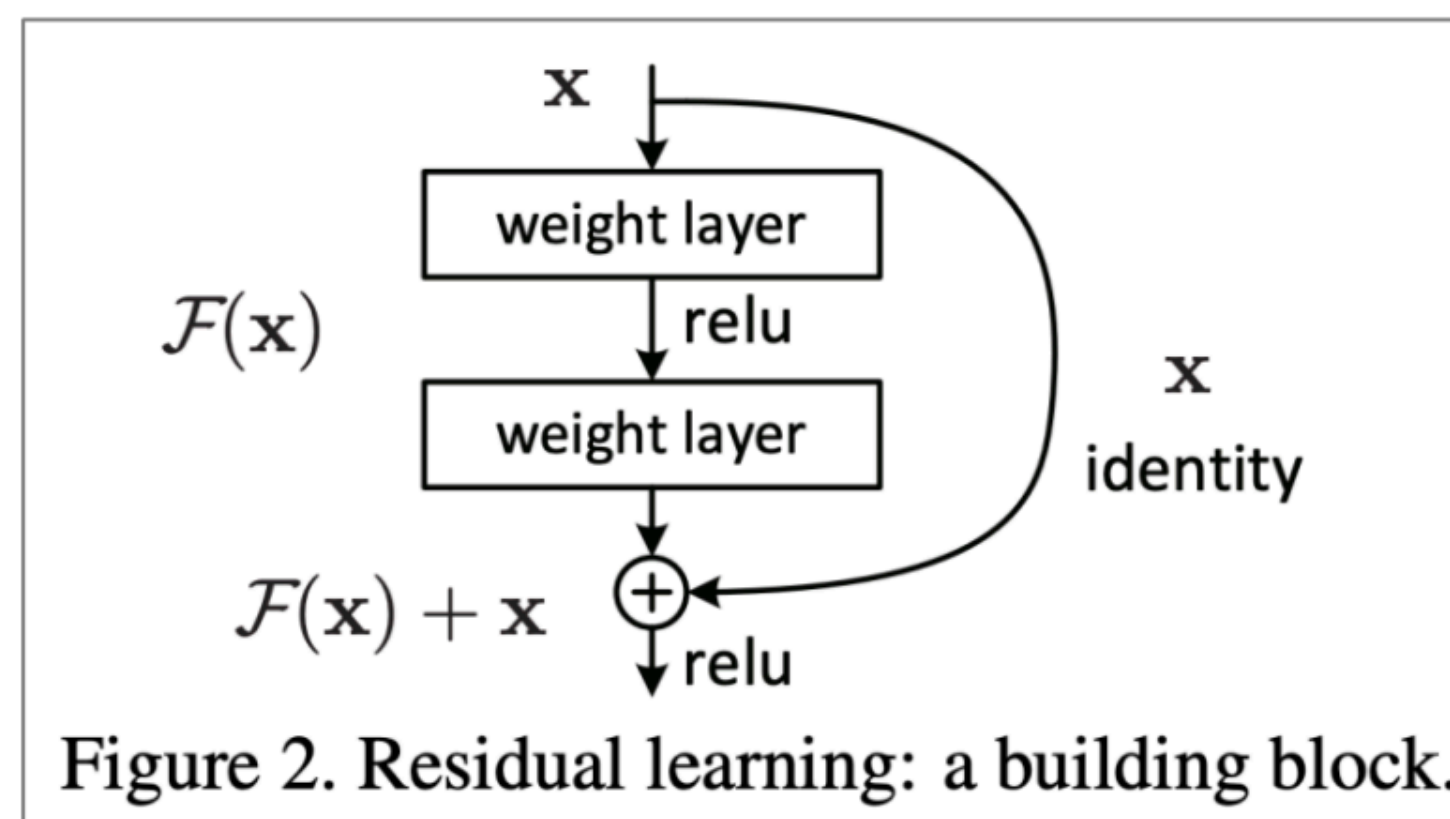 x
weight layer
relu
F(x)
weight layer
x
identity
F(x) + x
relu
Figure 2. Residual learning: a building block.